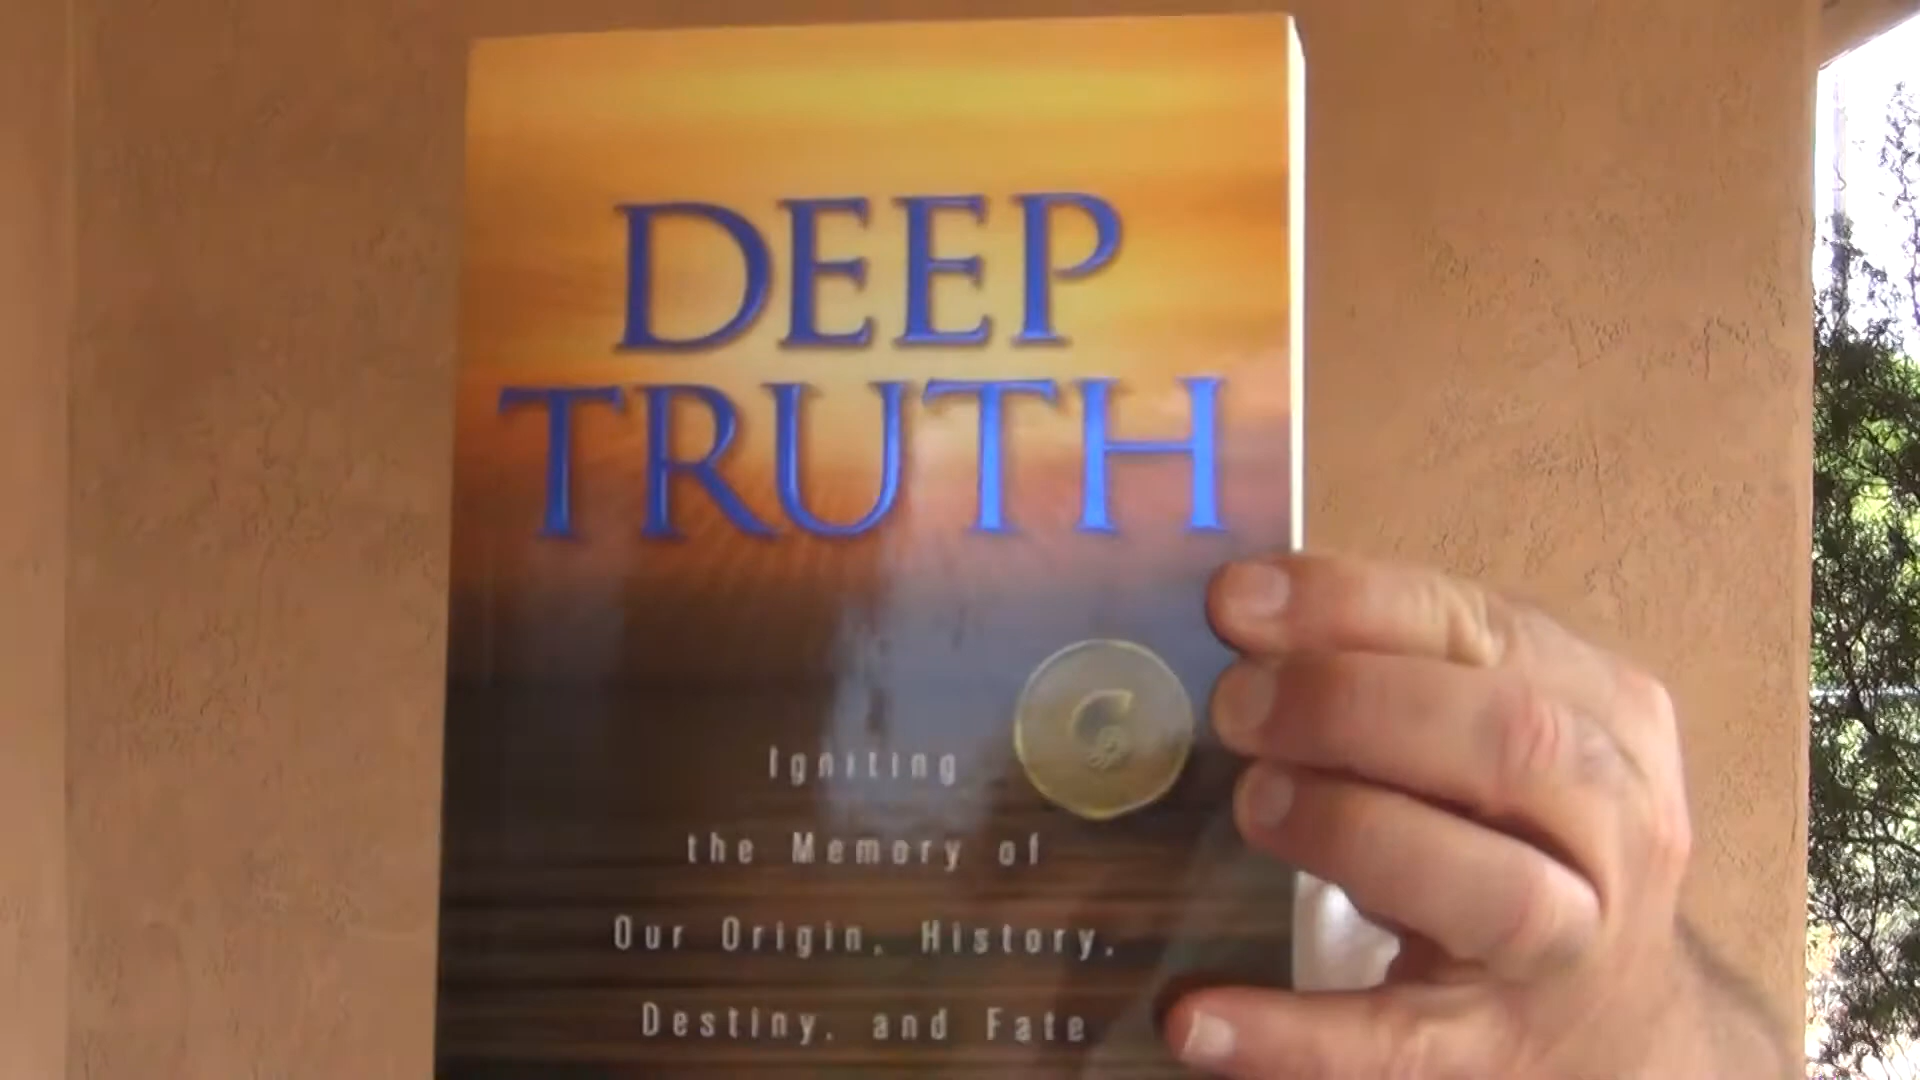 DEEP
TRUTH
Igniting
the Memory of
Our Origin, History,
Destiny, and Fate